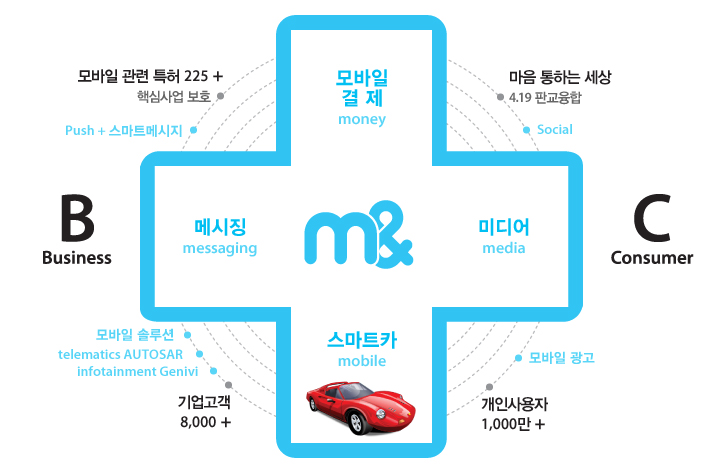 모바일 관련 특허 225 +
핵심사업 보호
Push + 스마트메시지
모바일
결 제
money
마음 통하는 세상
4.19 판교융합
Social
B
Business
메시징
messaging
m&
미디어
media
C
Consumer
모바일 솔루션
telematics AUTOSAR
infotainment Genivi
기업고객
8,000 +
스마트카
mobile
모바일 광고
개인사용자
1,000만 +